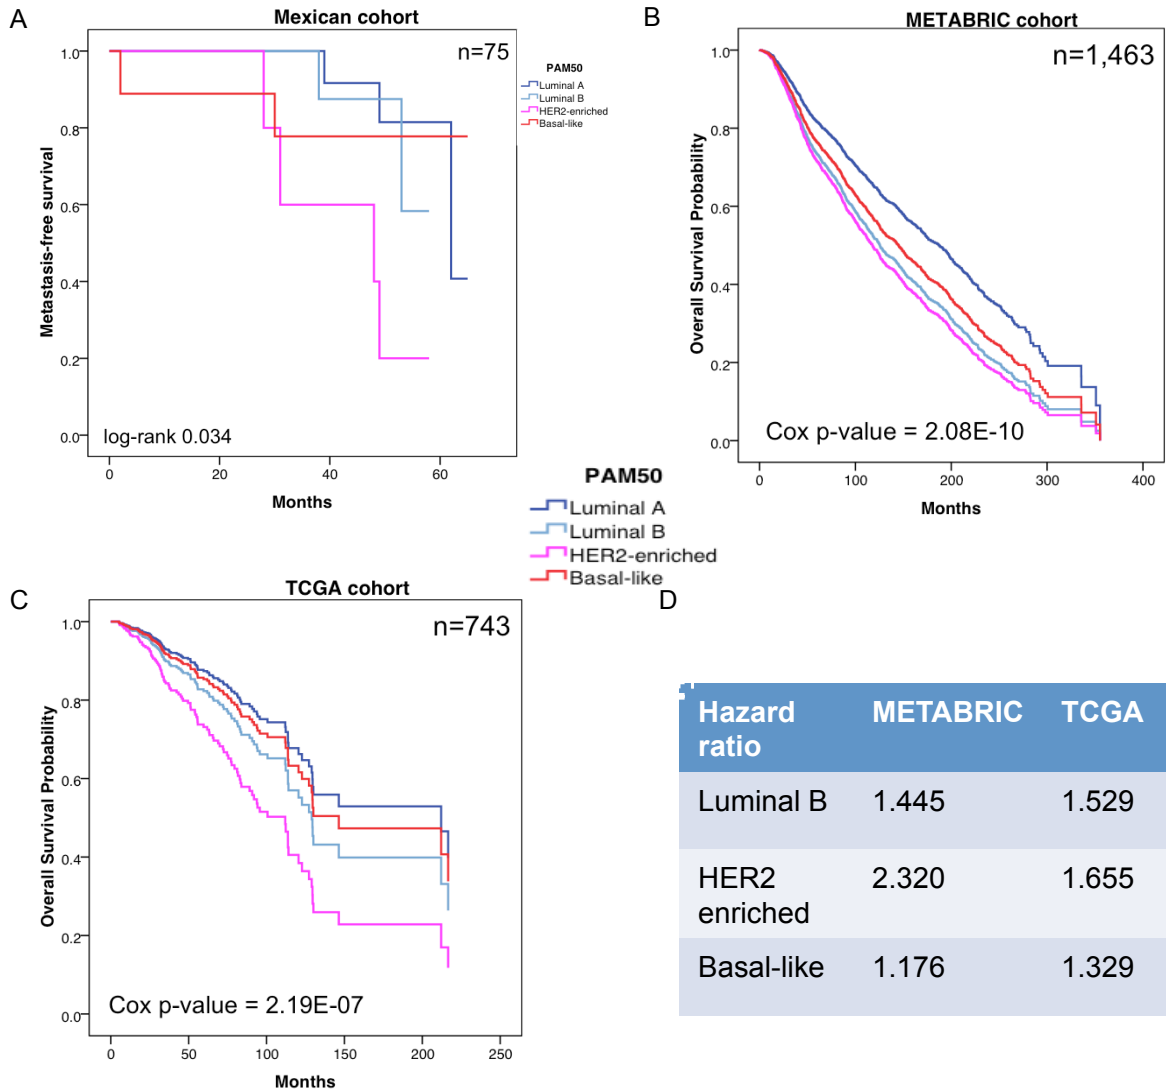 A
Mexican cohort
n=75
1.0
0.8
0.6
0.4
0.2
0.0
Metastasis-free survival
log-rank 0.034
0
20
40
60
Months
PAM50
Luminal A
Luminal B
HER2-enriched
Basal-like
B
METABRIC cohort
n=1,463
1.0
0.8
0.6
0.4
0.2
0.0
Overall Survival Probability
Cox p-value = 2.08E-10
0
100
200
300
400
Months
PAM50
Luminal A
Luminal B
HER2-enriched
Basal-like
C
TCGA cohort
n=743
1.0
0.8
0.6
0.4
0.2
0.0
Overall Survival Probability
Cox p-value = 2.19E-07
0
50
100
150
200
250
Months
D
Hazard
ratio
METABRIC
TCGA
Luminal B
1.445
1.529
HER2
enriched
2.320
1.655
Basal-like
1.176
1.329